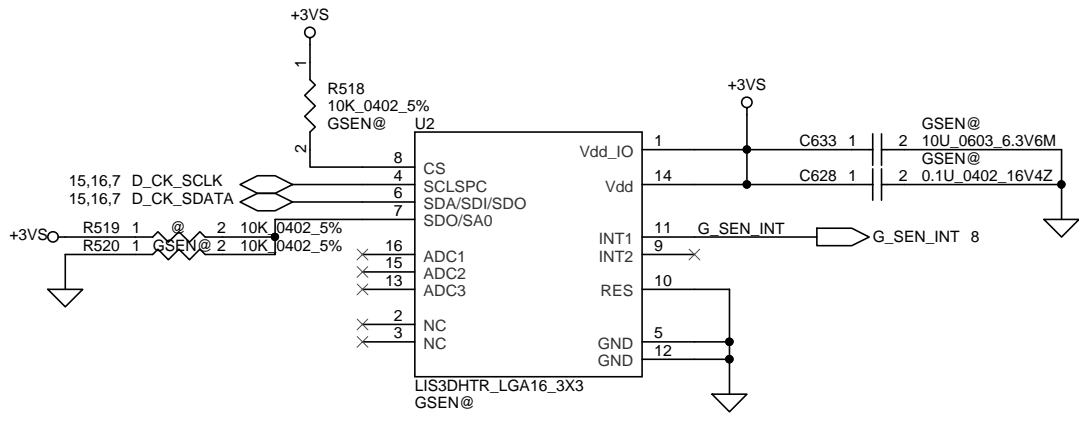 +3VS
1
R518
10K_0402_5%
GSEN@
2
U2
+3VS
8 CS
4 SCLSPC
6 SDA/SDI/SDO
7 SDO/SA0
16 ADC1
15 ADC2
13 ADC3
2 NC
3 NC
15,16,7 D_CK_SCLK
15,16,7 D_CK_SDATA
+3VS
R519 1 @ 2 10K_0402_5%
R520 1 GSEN@ 2 10K_0402_5%
Vdd_IO 1
Vdd 14
INT1 11
INT2 9
RES 10
GND 5
GND 12
GSEN@
C633 1 2 10U_0603_6.3V6M
GSEN@
C628 1 2 0.1U_0402_16V4Z
G_SEN_INT
G_SEN_INT 8
LIS3DHTR_LGA16_3X3
GSEN@